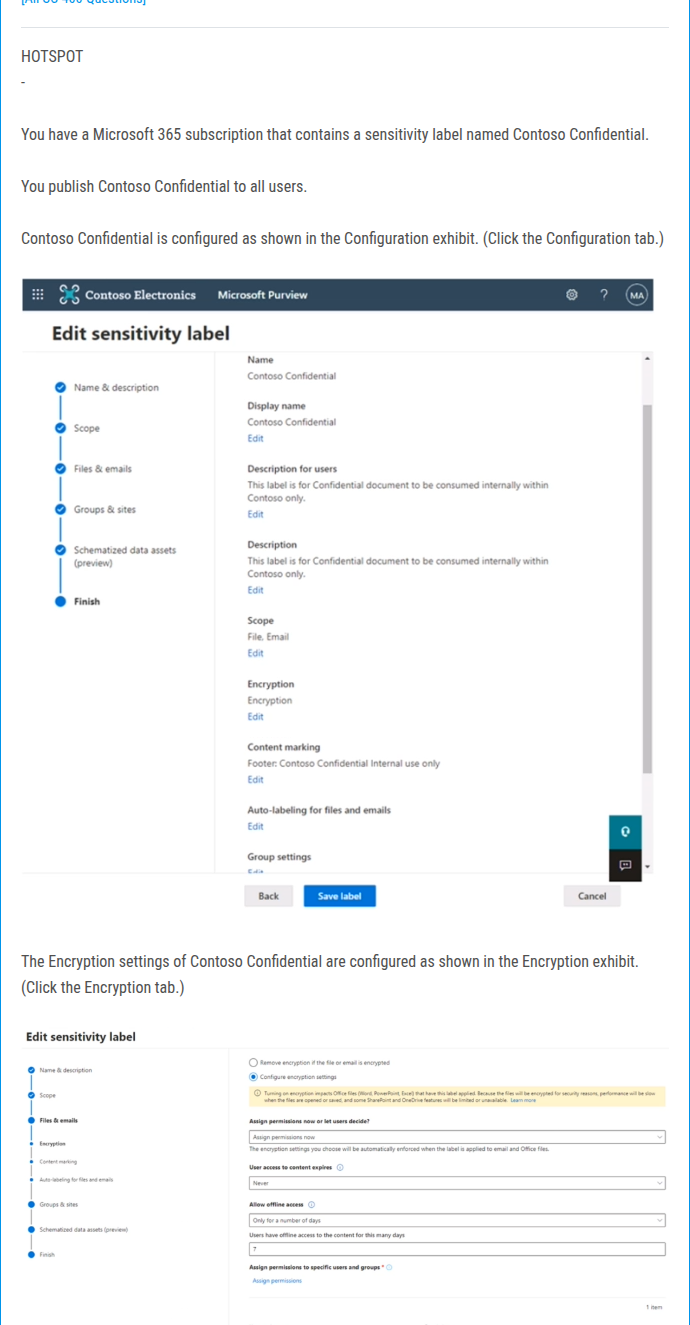 [All SC-400 Questions]
HOTSPOT
-
You have a Microsoft 365 subscription that contains a sensitivity label named Contoso Confidential.
You publish Contoso Confidential to all users.
Contoso Confidential is configured as shown in the Configuration exhibit. (Click the Configuration tab.)
Contoso Electronics Microsoft Purview ? MA
Edit sensitivity label
Name & description
Scope
Files & emails
Groups & sites
Schematized data assets
(preview)
Finish
Name
Contoso Confidential
Display name
Contoso Confidential
Edit
Description for users
This label is for Confidential document to be consumed internally within
Contoso only.
Edit
Description
This label is for Confidential document to be consumed internally within
Contoso only.
Edit
Scope
File, Email
Edit
Encryption
Encryption
Edit
Content marking
Footer: Contoso Confidential Internal use only
Edit
Auto-labeling for files and emails
Edit
Group settings
Edit
Back Save label Cancel
The Encryption settings of Contoso Confidential are configured as shown in the Encryption exhibit.
(Click the Encryption tab.)
Edit sensitivity label
Name & description
Scope
Files & emails
Encryption
Content marking
Auto-labeling for files and emails
Groups & sites
Schematized data assets (preview)
Finish
Remove encryption if the file or email is encrypted
Configure encryption settings
Turning on encryption impacts Office files (Word, PowerPoint, Excel) that have this label applied. Because the files will be encrypted for security reasons, performance will be slow
when the files are opened or saved, and some SharePoint and OneDrive features will be limited or unavailable. Learn more
Assign permissions now or let users decide?
Assign permissions now
The encryption settings you choose will be automatically enforced when the label is applied to email and Office files.
User access to content expires
Never
Allow offline access
Only for a number of days
Users have offline access to the content for this many days
7
Assign permissions to specific users and groups *
Assign permissions
1 item